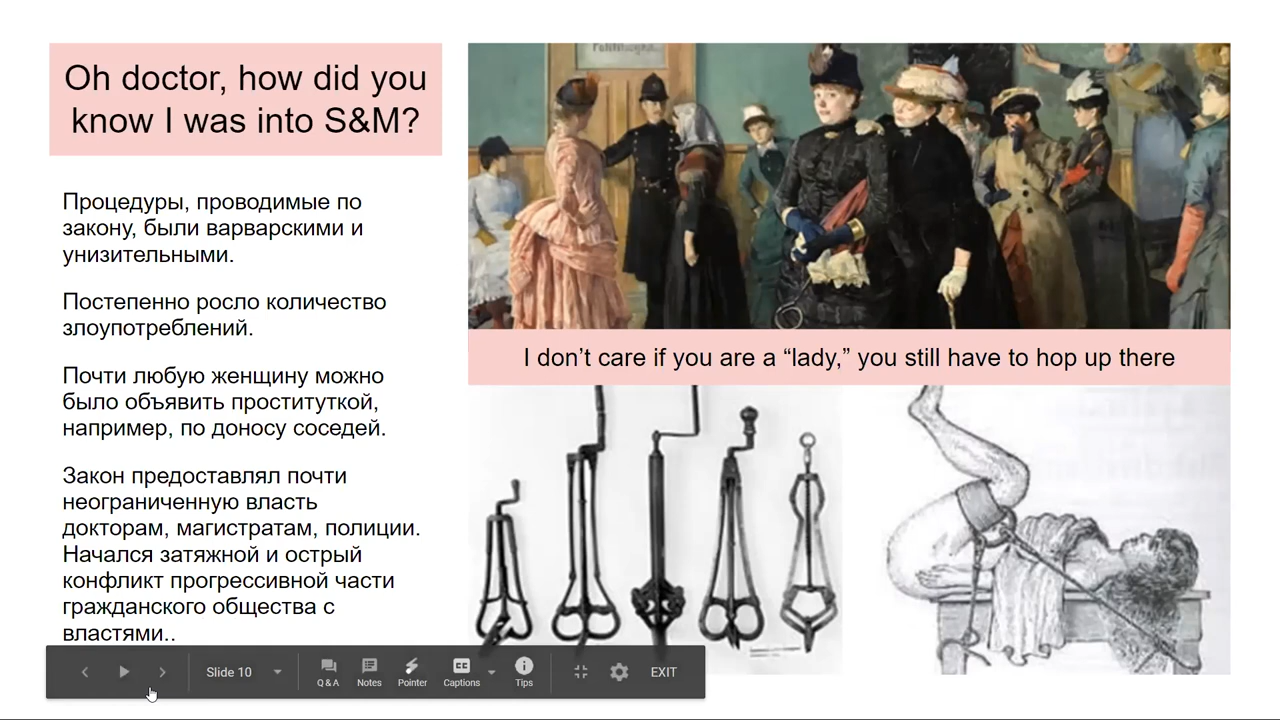 Oh doctor, how did you
know I was into S&M?
Процедуры, проводимые по
закону, были варварскими и
унизительными.
Постепенно росло количество
злоупотреблений.
Почти любую женщину можно
было объявить проституткой,
например, по доносу соседей.
Закон предоставлял почти
неограниченную власть
докторам, магистратам, полиции.
Начался затяжной и острый
конфликт прогрессивной части
гражданского общества с
властями..
I don’t care if you are a “lady,” you still have to hop up there
Slide 10
Q & A
Notes
Pointer
Captions
Tips
EXIT